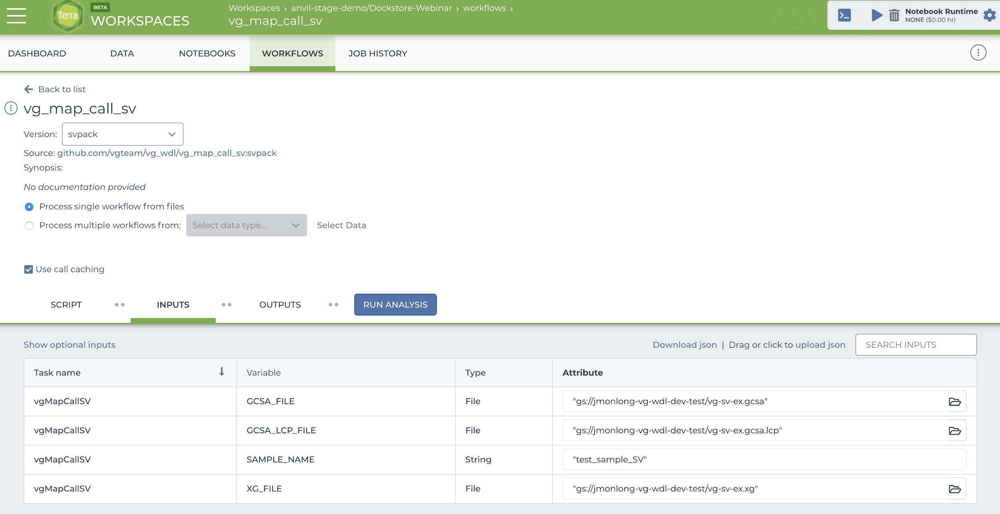 Terra
BETA
WORKSPACES
Workspaces › anvil-stage-demo/Dockstore-Webinar › workflows ›
vg_map_call_sv
Notebook Runtime
NONE ($0.00 hr)
DASHBOARD DATA NOTEBOOKS WORKFLOWS JOB HISTORY
Back to list
vg_map_call_sv
Version: svpack
Source: github.com/vgteam/vg_wdl/vg_map_call_sv:svpack
Synopsis:
No documentation provided
Process single workflow from files
Process multiple workflows from: Select data type... Select Data
Use call caching
SCRIPT INPUTS OUTPUTS RUN ANALYSIS
Show optional inputs Download json | Drag or click to upload json SEARCH INPUTS
Task name Variable Type Attribute
vgMapCallSV GCSA_FILE File "gs://jmonlong-vg-wdl-dev-test/vg-sv-ex.gcsa"
vgMapCallSV GCSA_LCP_FILE File "gs://jmonlong-vg-wdl-dev-test/vg-sv-ex.gcsa.lcp"
vgMapCallSV SAMPLE_NAME String "test_sample_SV"
vgMapCallSV XG_FILE File "gs://jmonlong-vg-wdl-dev-test/vg-sv-ex.xg"